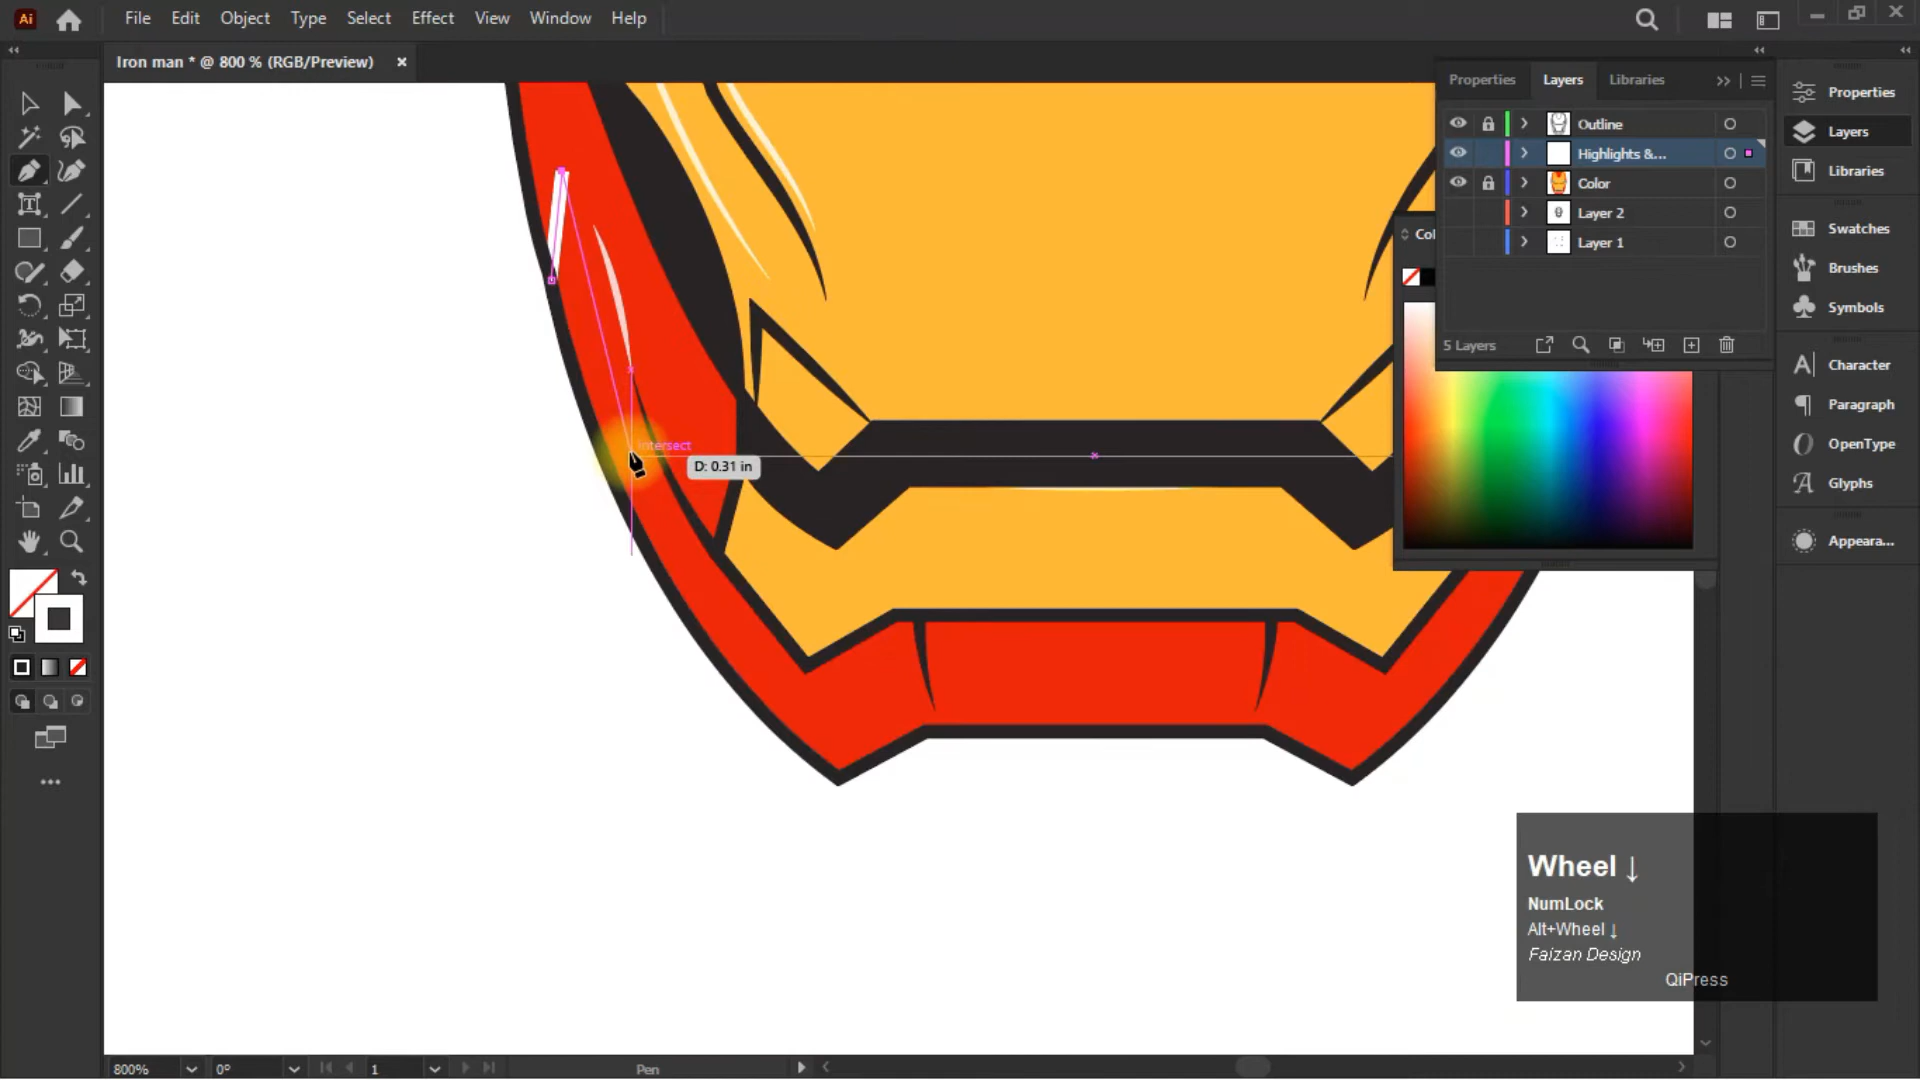 Ai
File Edit Object Type Select Effect View Window Help
Iron man * @ 800 % (RGB/Preview) ×
Properties Layers Libraries
Outline
Highlights &...
Color
Layer 2
Layer 1
5 Layers
Col
Properties
Layers
Libraries
Swatches
Brushes
Symbols
Character
Paragraph
OpenType
Glyphs
Appeara...
intersect
D: 0.31 in
Wheel ↓
NumLock
Alt+Wheel ↓
Faizan Design
QiPress
800% 0° 1 Pen